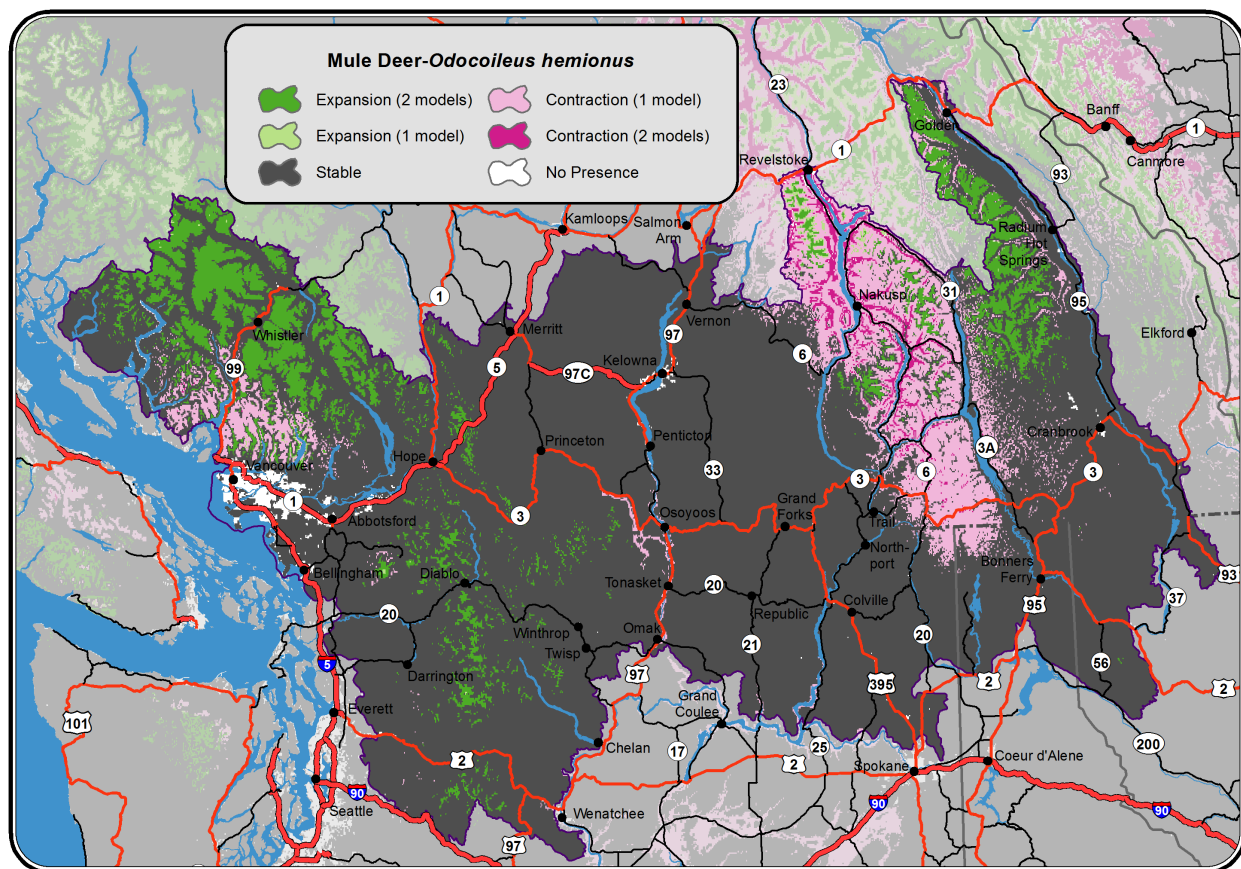 Mule Deer-Odocoileus hemionus
Expansion (2 models)
Contraction (1 model)
Expansion (1 model)
Contraction (2 models)
Stable
No Presence
23
Banff
1
Golden
Canmore
1
Revelstoke
93
Kamloops
Salmon
Arm
Radium
Hot
Springs
1
Nakusp
31
95
Vernon
Merritt
Whistler
97
Elkford
Kelowna
6
99
5
97C
Cranbrook
Princeton
Penticton
3A
Hope
Vancouver
33
6
3
3
1
Grand
Forks
Abbotsford
3
Osoyoos
Trail
North-
port
Bonners
Ferry
Bellingham
Diablo
Tonasket
20
93
Republic
Colville
95
37
20
Winthrop
Omak
20
Twisp
21
5
97
56
Darrington
395
2
2
Grand
Coulee
Everett
101
200
Chelan
17
25
2
2
Spokane
Coeur d'Alene
90
90
90
Seattle
Wenatchee
97